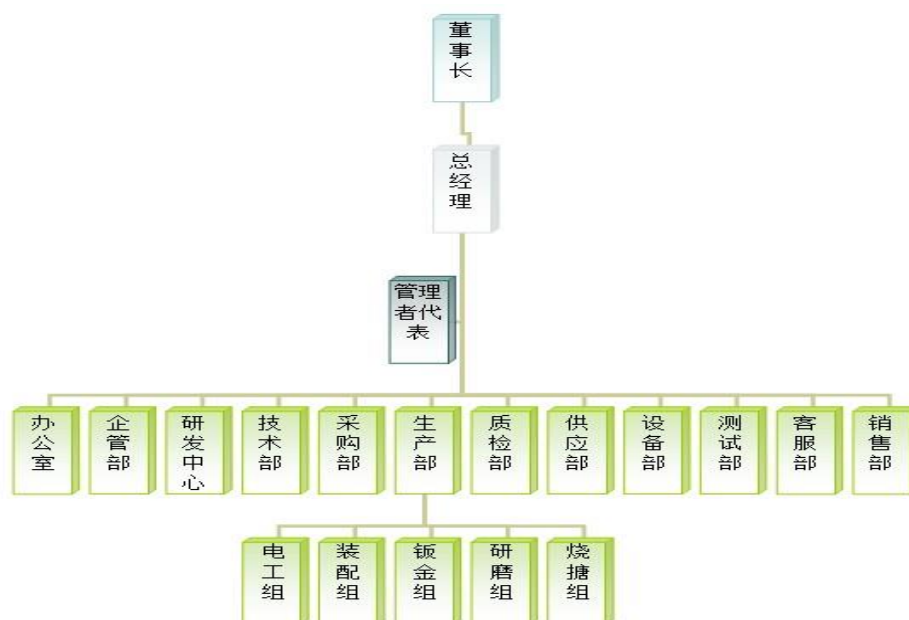 董事长
总经理
管理者代表
办公室
企管部
研发中心
技术部
采购部
生产部
质检部
供应部
设备部
测试部
客服部
销售部
电工组
装配组
钣金组
研磨组
烧搪组